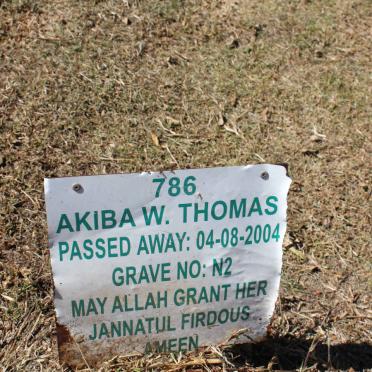 786
AKIBA W. THOMAS
PASSED AWAY: 04-08-2004
GRAVE NO: N2
MAY ALLAH GRANT HER
JANNATUL FIRDOUS
AMEEN